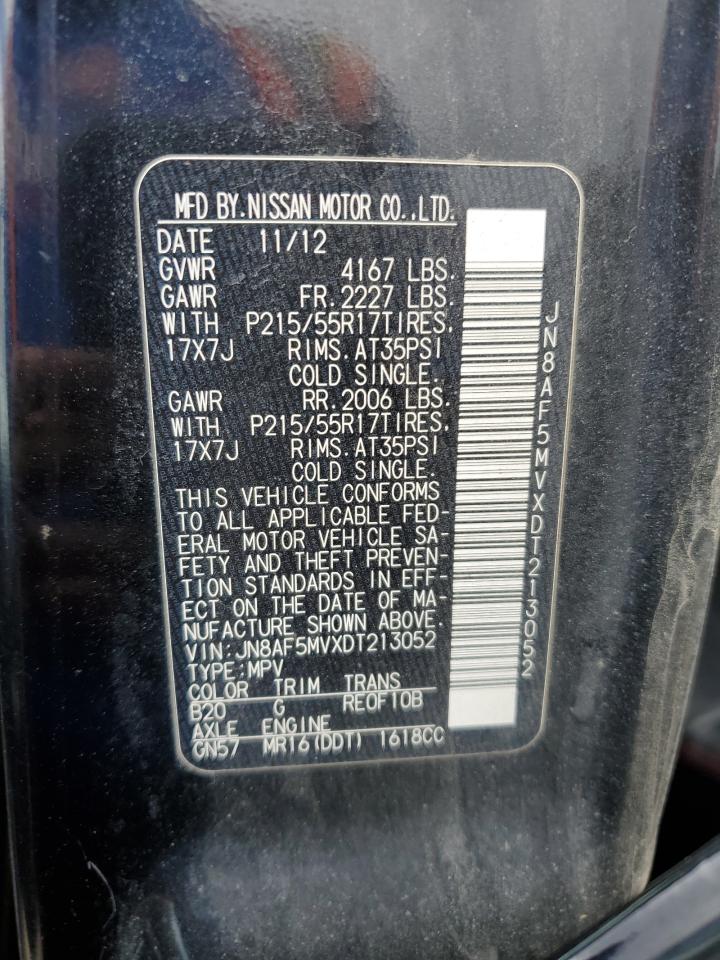 MFD BY.NISSAN MOTOR CO.,LTD.
DATE 11/12
GVWR 4167 LBS.
GAWR FR.2227 LBS.
WITH P215/55R17TIRES.
17X7J RIMS.AT35PSI
COLD SINGLE.
GAWR RR.2006 LBS.
WITH P215/55R17TIRES.
17X7J RIMS.AT35PSI
COLD SINGLE.
THIS VEHICLE CONFORMS
TO ALL APPLICABLE FED-
ERAL MOTOR VEHICLE SA-
FETY AND THEFT PREVEN-
TION STANDARDS IN EFF-
ECT ON THE DATE OF MA-
NUFACTURE SHOWN ABOVE.
VIN:JN8AF5MVXDT213052
TYPE:MPV
COLOR TRIM TRANS
B20 G RE0F10B
AXLE ENGINE
GN57 MR16(DDT) 1618CC
JN8AF5MVXDT213052